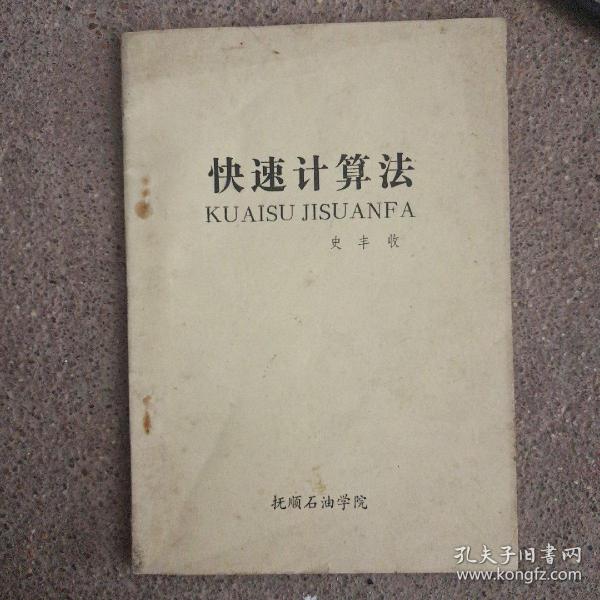 快速计算法
KUAISU JISUANFA
史丰收
抚顺石油学院
孔夫子旧書网
www.kongfz.com